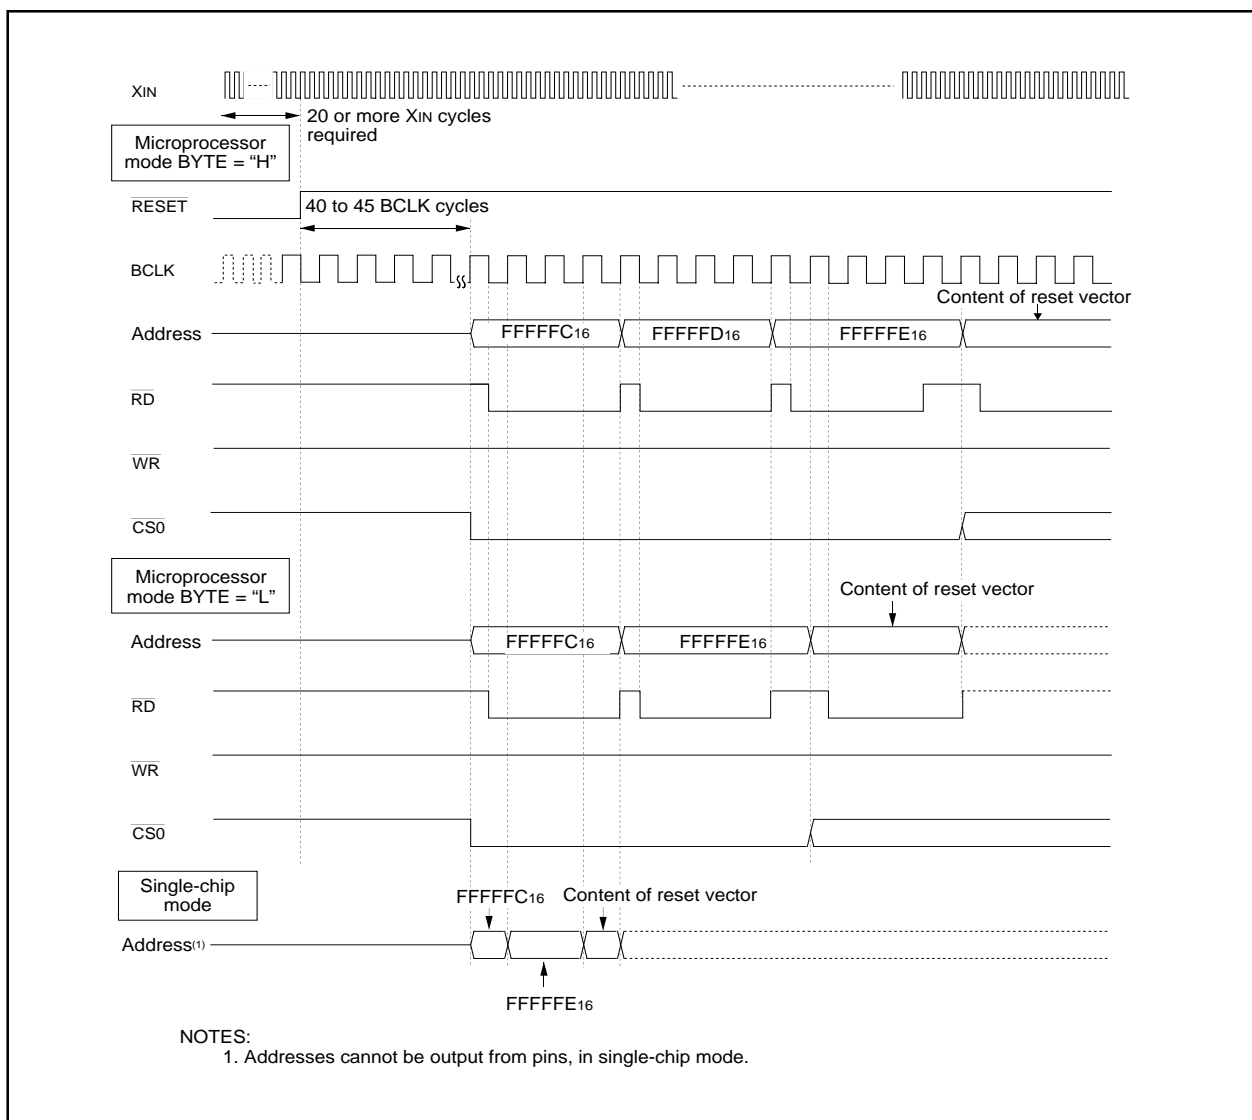 XIN
20 or more XIN cycles
required
Microprocessor
mode BYTE = “H”
RESET
40 to 45 BCLK cycles
BCLK
Content of reset vector
Address
FFFFFC16
FFFFFD16
FFFFFE16
RD
WR
CS0
Microprocessor
mode BYTE = “L”
Content of reset vector
Address
FFFFFC16
FFFFFE16
RD
WR
CS0
Single-chip
mode
FFFFFC16
Content of reset vector
Address(1)
FFFFFE16
NOTES:
1. Addresses cannot be output from pins, in single-chip mode.